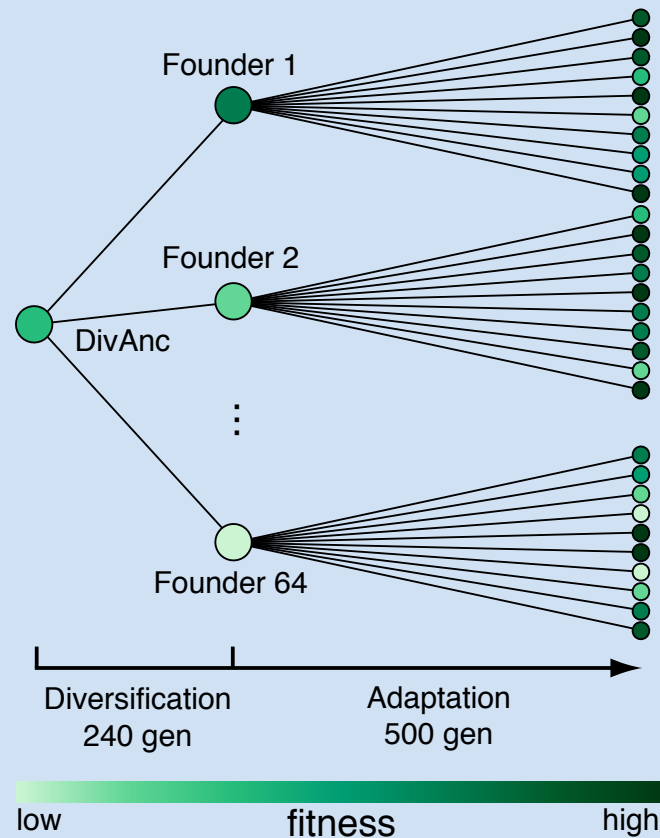 Founder 1
Founder 2
DivAnc
⋮
Founder 64
Diversification
240 gen
Adaptation
500 gen
low
fitness
high